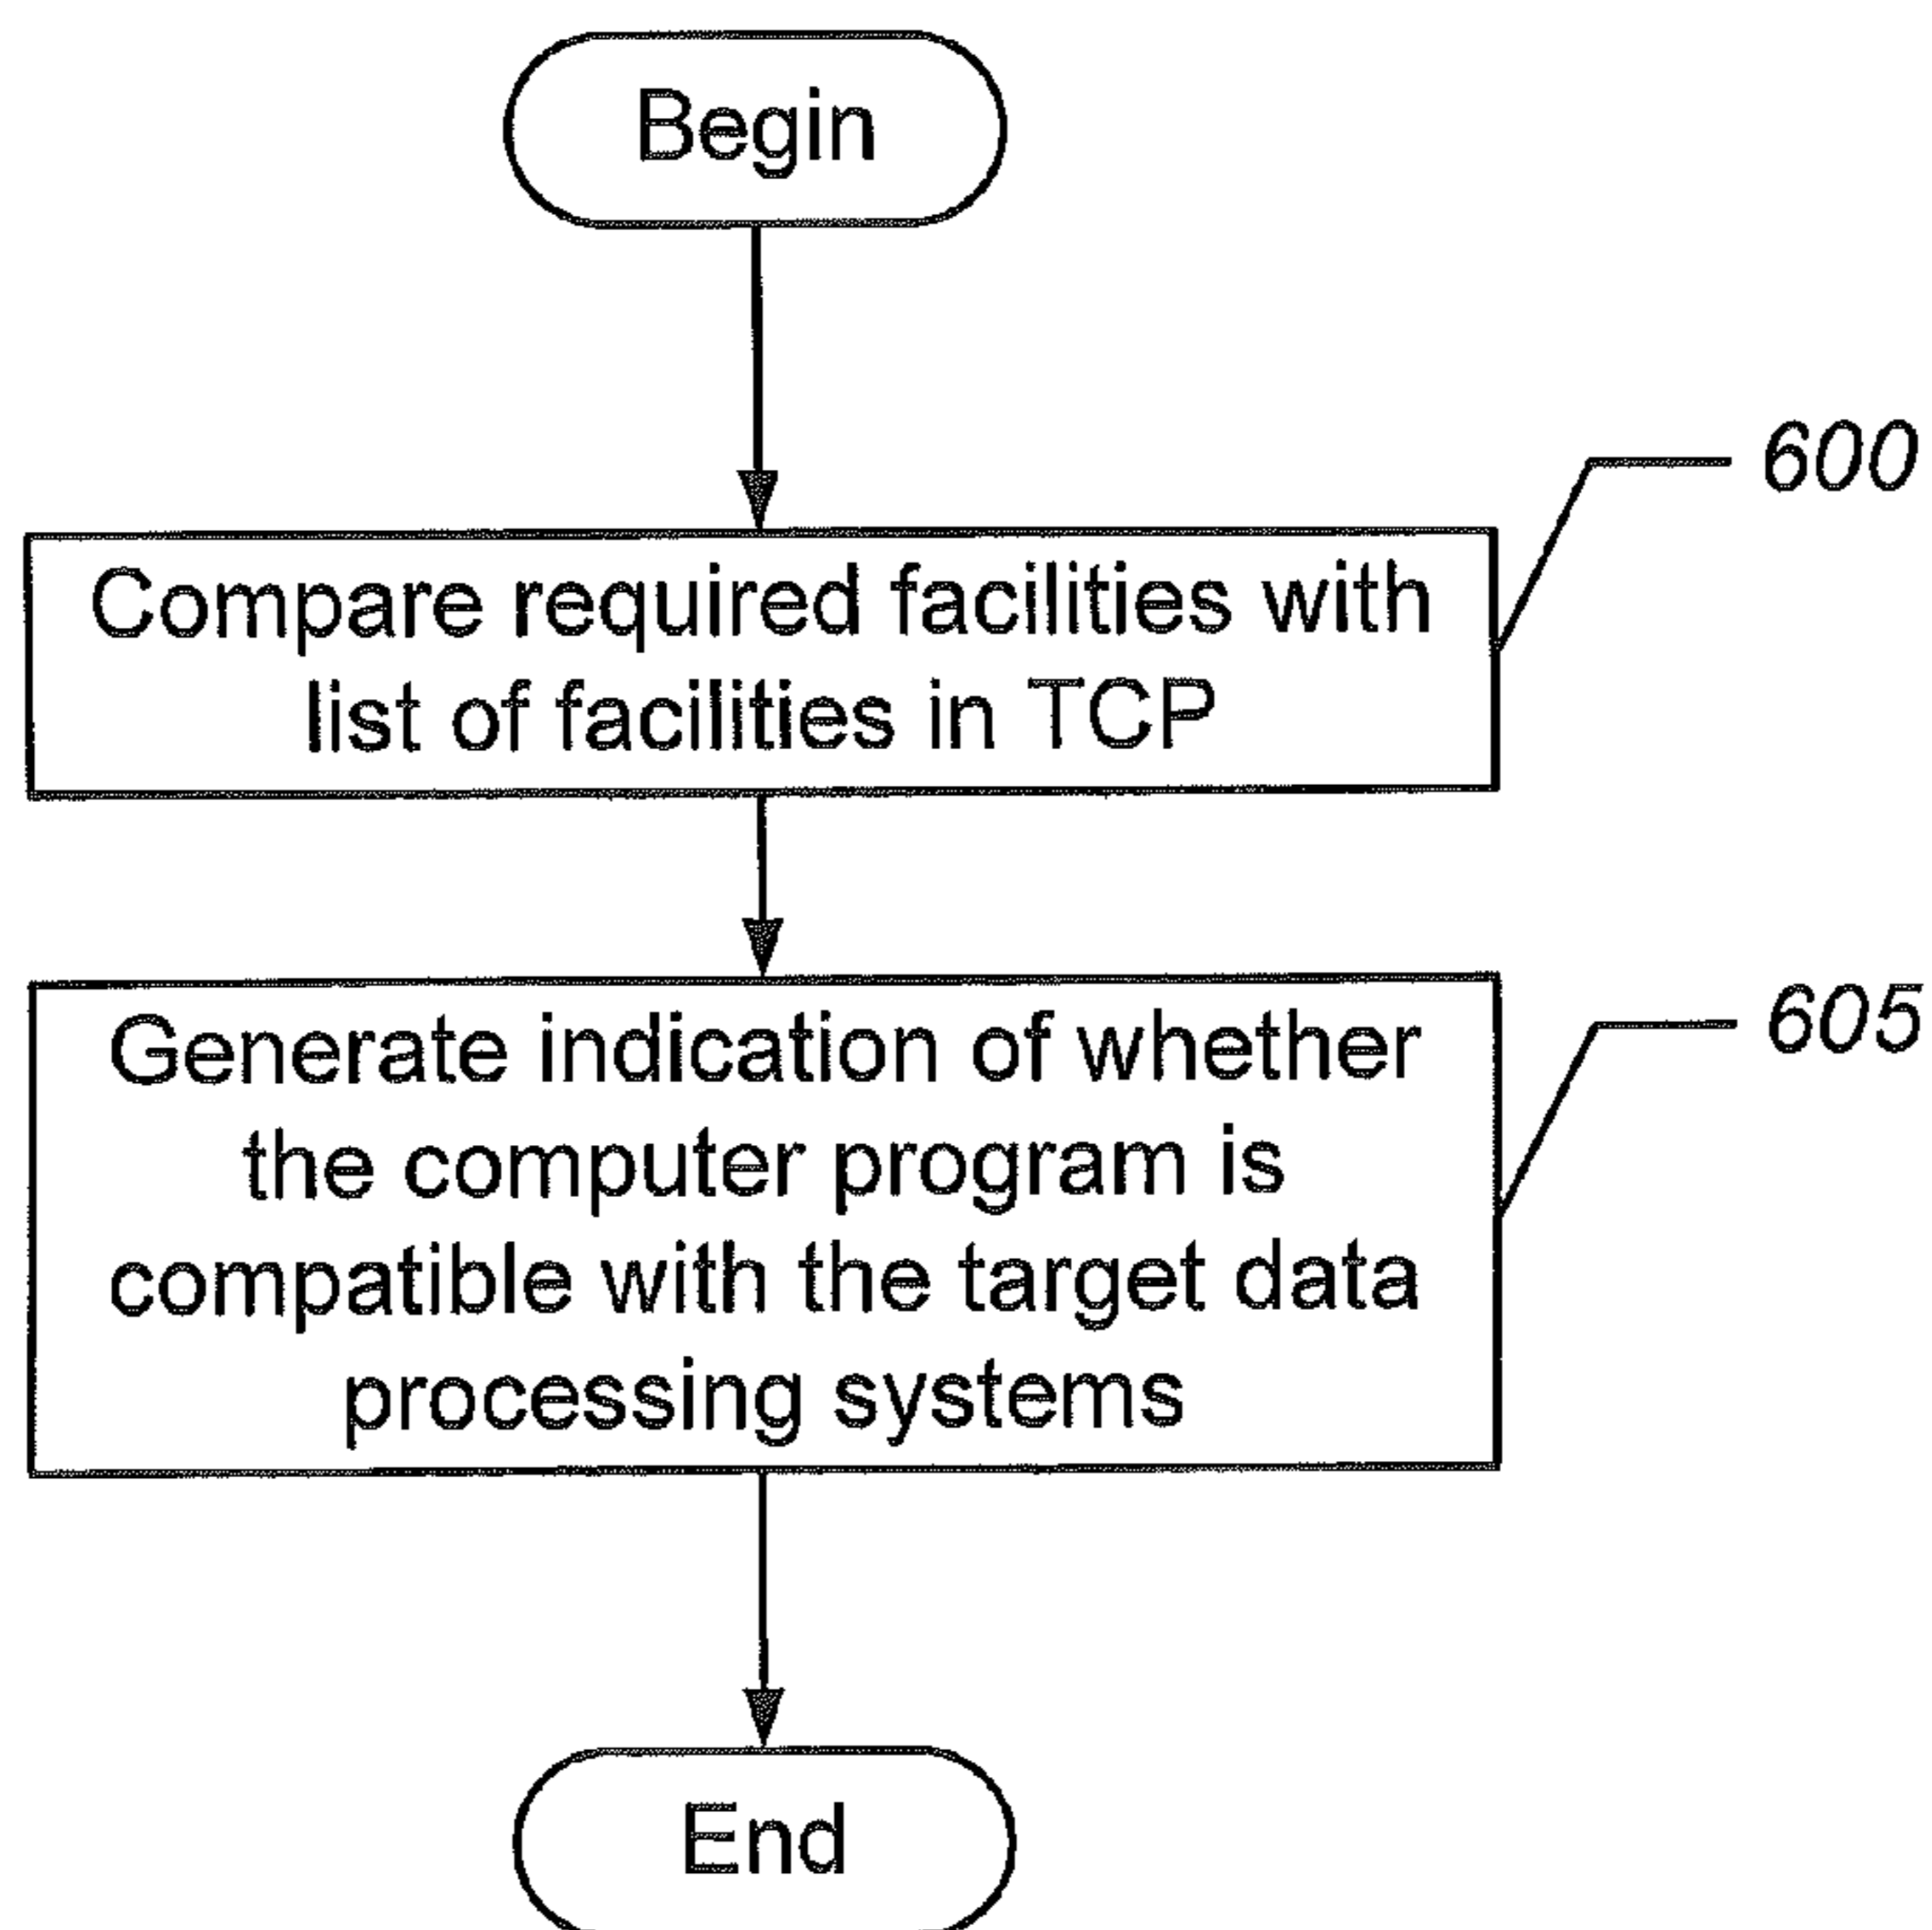 Begin
600
Compare required facilities with
list of facilities in TCP
605
Generate indication of whether
the computer program is
compatible with the target data
processing systems
End